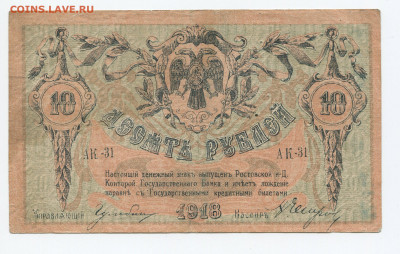 COINS.LAVE.RU
10 10
ДЕСЯТЬ РУБЛЕЙ
АК-31 АК-31
Настоящій денежный знакъ выпущенъ Ростовской н-Д.
Конторой Государственнаго Банка и имѣетъ хожденіе
наравнѣ съ Государственными кредитными билетами
Управляющій 1918 Кассиръ